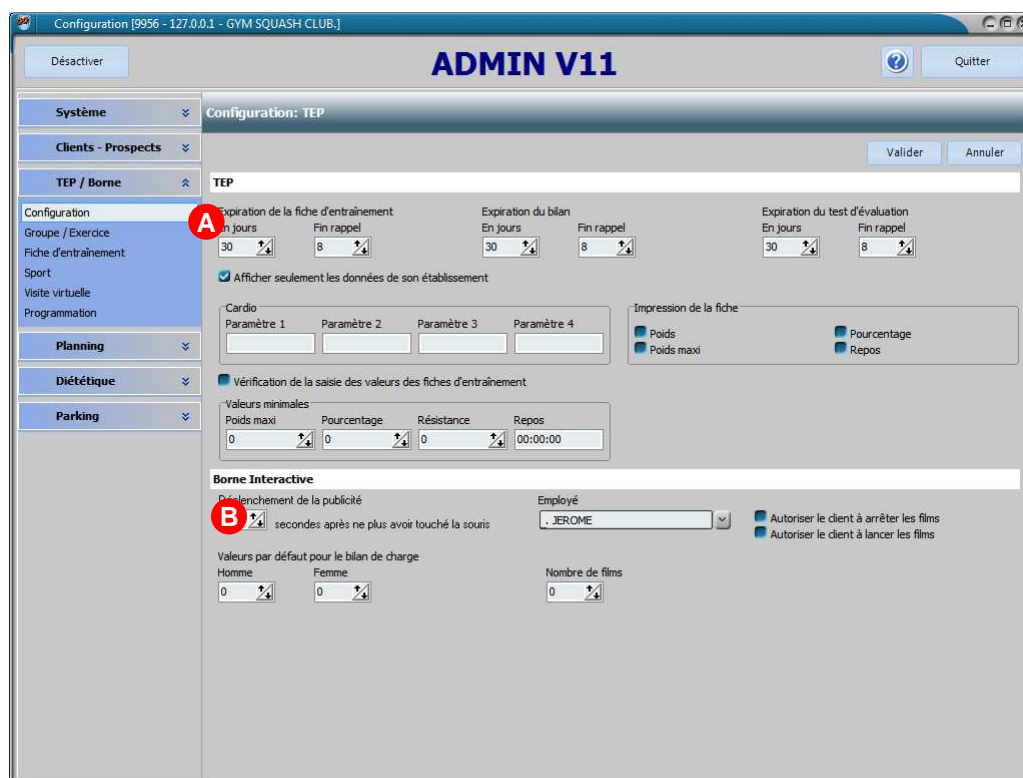 Configuration [9956 - 127.0.0.1 - GYM SQUASH CLUB.]
Désactiver
ADMIN V11
Quitter
Système
Configuration: TEP
Clients - Prospects
Valider Annuler
TEP / Borne
TEP
Configuration
Groupe / Exercice
Fiche d'entraînement
Sport
Visite virtuelle
Programmation
Planning
Diététique
Parking
A
Expiration de la fiche d'entraînement Expiration du bilan Expiration du test d'évaluation
En jours Fin rappel En jours Fin rappel En jours Fin rappel
30 8 30 8 30 8
Afficher seulement les données de son établissement
Cardio
Paramètre 1 Paramètre 2 Paramètre 3 Paramètre 4
Impression de la fiche
Poids Pourcentage
Poids maxi Repos
Vérification de la saisie des valeurs des fiches d'entraînement
Valeurs minimales
Poids maxi Pourcentage Résistance Repos
0 0 0 00:00:00
Borne Interactive
Déclenchement de la publicité Employé
B secondes après ne plus avoir touché la souris . JEROME
Autoriser le client à arrêter les films
Autoriser le client à lancer les films
Valeurs par défaut pour le bilan de charge
Homme Femme Nombre de films
0 0 0